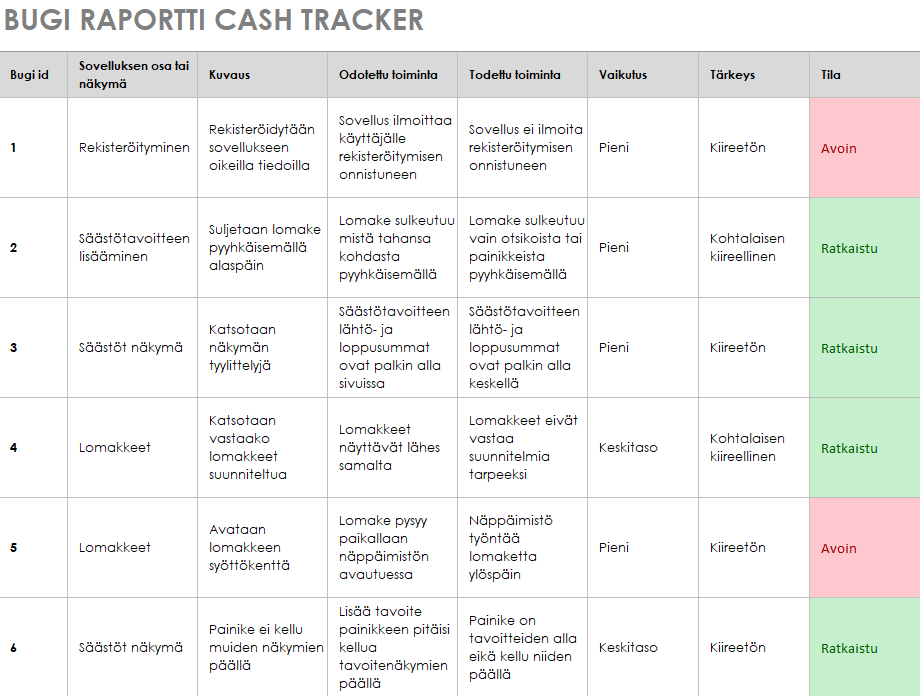 BUGI RAPORTTI CASH TRACKER
Bugi id
Sovelluksen osa tai
näkymä
Kuvaus
Odotettu toiminta
Todettu toiminta
Vaikutus
Tärkeys
Tila
1
Rekisteröityminen
Rekisteröidytään
sovellukseen
oikeilla tiedoilla
Sovellus ilmoittaa
käyttäjälle
rekisteröitymisen
onnistuneen
Sovellus ei ilmoita
rekisteröitymisen
onnistuneen
Pieni
Kiireetön
Avoin
2
Säästötavoitteen
lisääminen
Suljetaan lomake
pyyhkäisemällä
alaspäin
Lomake sulkeutuu
mistä tahansa
kohdasta
pyyhkäisemällä
Lomake sulkeutuu
vain otsikoista tai
painikkeista
pyyhkäisemällä
Pieni
Kohtalaisen
kiireellinen
Ratkaistu
3
Säästöt näkymä
Katsotaan
näkymän
tyylittelyjä
Säästötavoitteen
lähtö- ja
loppusummat
ovat palkin alla
sivuissa
Säästötavoitteen
lähtö- ja
loppusummat
ovat palkin alla
keskellä
Pieni
Kiireetön
Ratkaistu
4
Lomakkeet
Katsotaan
vastaako
lomakkeet
suunniteltua
Lomakkeet
näyttävät lähes
samalta
Lomakkeet eivät
vastaa
suunnitelmia
tarpeeksi
Keskitaso
Kohtalaisen
kiireellinen
Ratkaistu
5
Lomakkeet
Avataan
lomakkeen
syöttökenttä
Lomake pysyy
paikallaan
näppäimistön
avautuessa
Näppäimistö
työntää
lomaketta
ylöspäin
Pieni
Kiireetön
Avoin
6
Säästöt näkymä
Painike ei kellu
muiden näkymien
päällä
Lisää tavoite
painikkeen pitäisi
kellua
tavoitenäkymien
päällä
Painike on
tavoitteiden alla
eikä kellu niiden
päällä
Keskitaso
Kiireetön
Ratkaistu